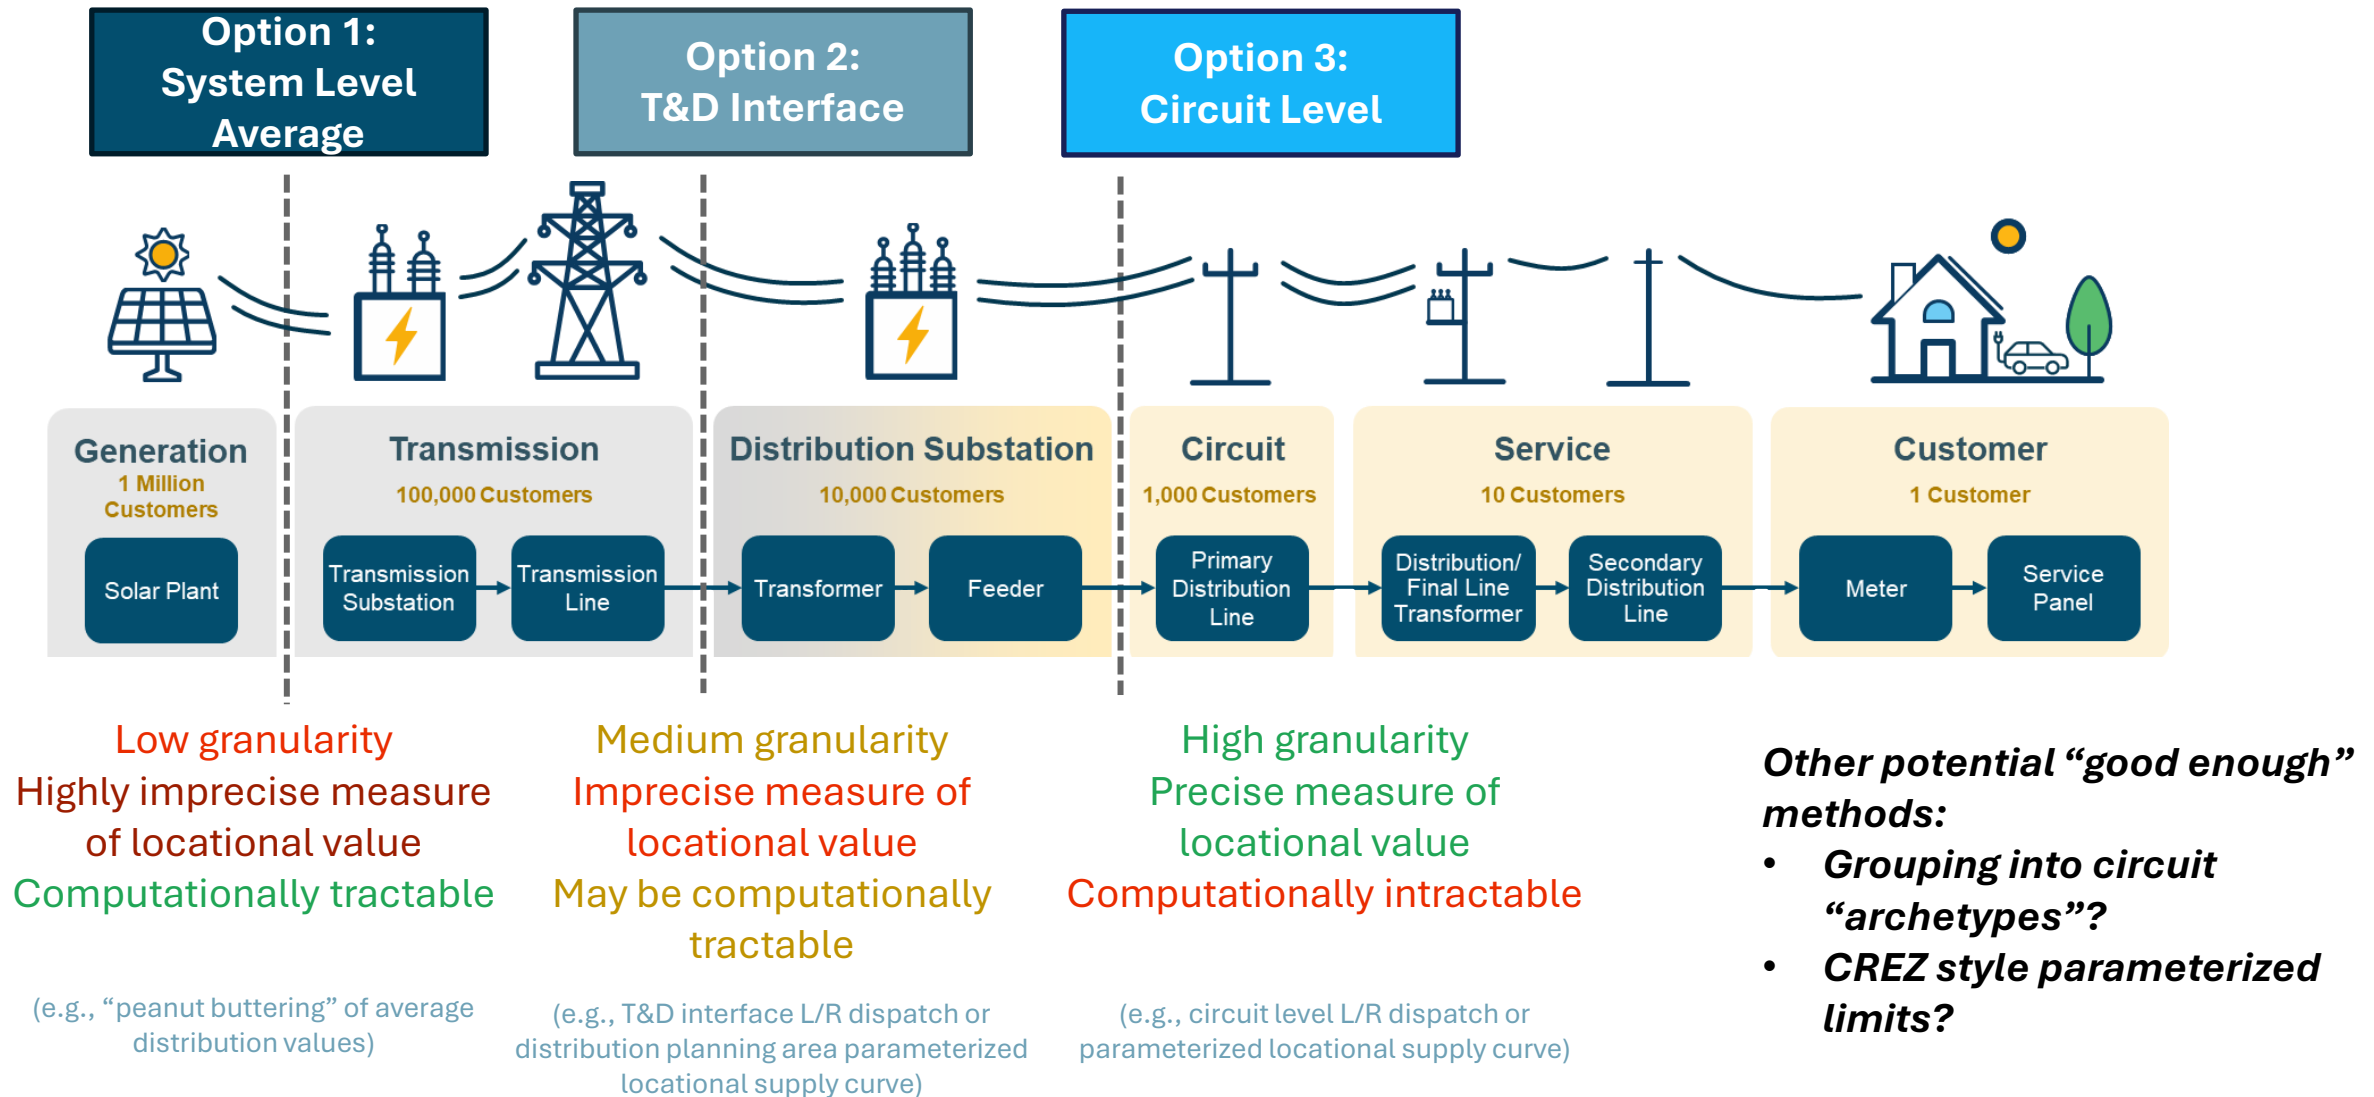 Option 1:
System Level
Average
Option 2:
T&D Interface
Option 3:
Circuit Level
Generation
1 Million
Customers
Solar Plant
Transmission
100,000 Customers
Transmission
Substation
Transmission
Line
Distribution Substation
10,000 Customers
Transformer
Feeder
Circuit
1,000 Customers
Primary
Distribution
Line
Service
10 Customers
Distribution/
Final Line
Transformer
Secondary
Distribution
Line
Customer
1 Customer
Meter
Service
Panel
Low granularity
Highly imprecise measure
of locational value
Computationally tractable
(e.g., “peanut buttering” of average
distribution values)
Medium granularity
Imprecise measure of
locational value
May be computationally
tractable
(e.g., T&D interface L/R dispatch or
distribution planning area parameterized
locational supply curve)
High granularity
Precise measure of
locational value
Computationally intractable
(e.g., circuit level L/R dispatch or
parameterized locational supply curve)
Other potential “good enough”
methods:
• Grouping into circuit
“archetypes”?
• CREZ style parameterized
limits?